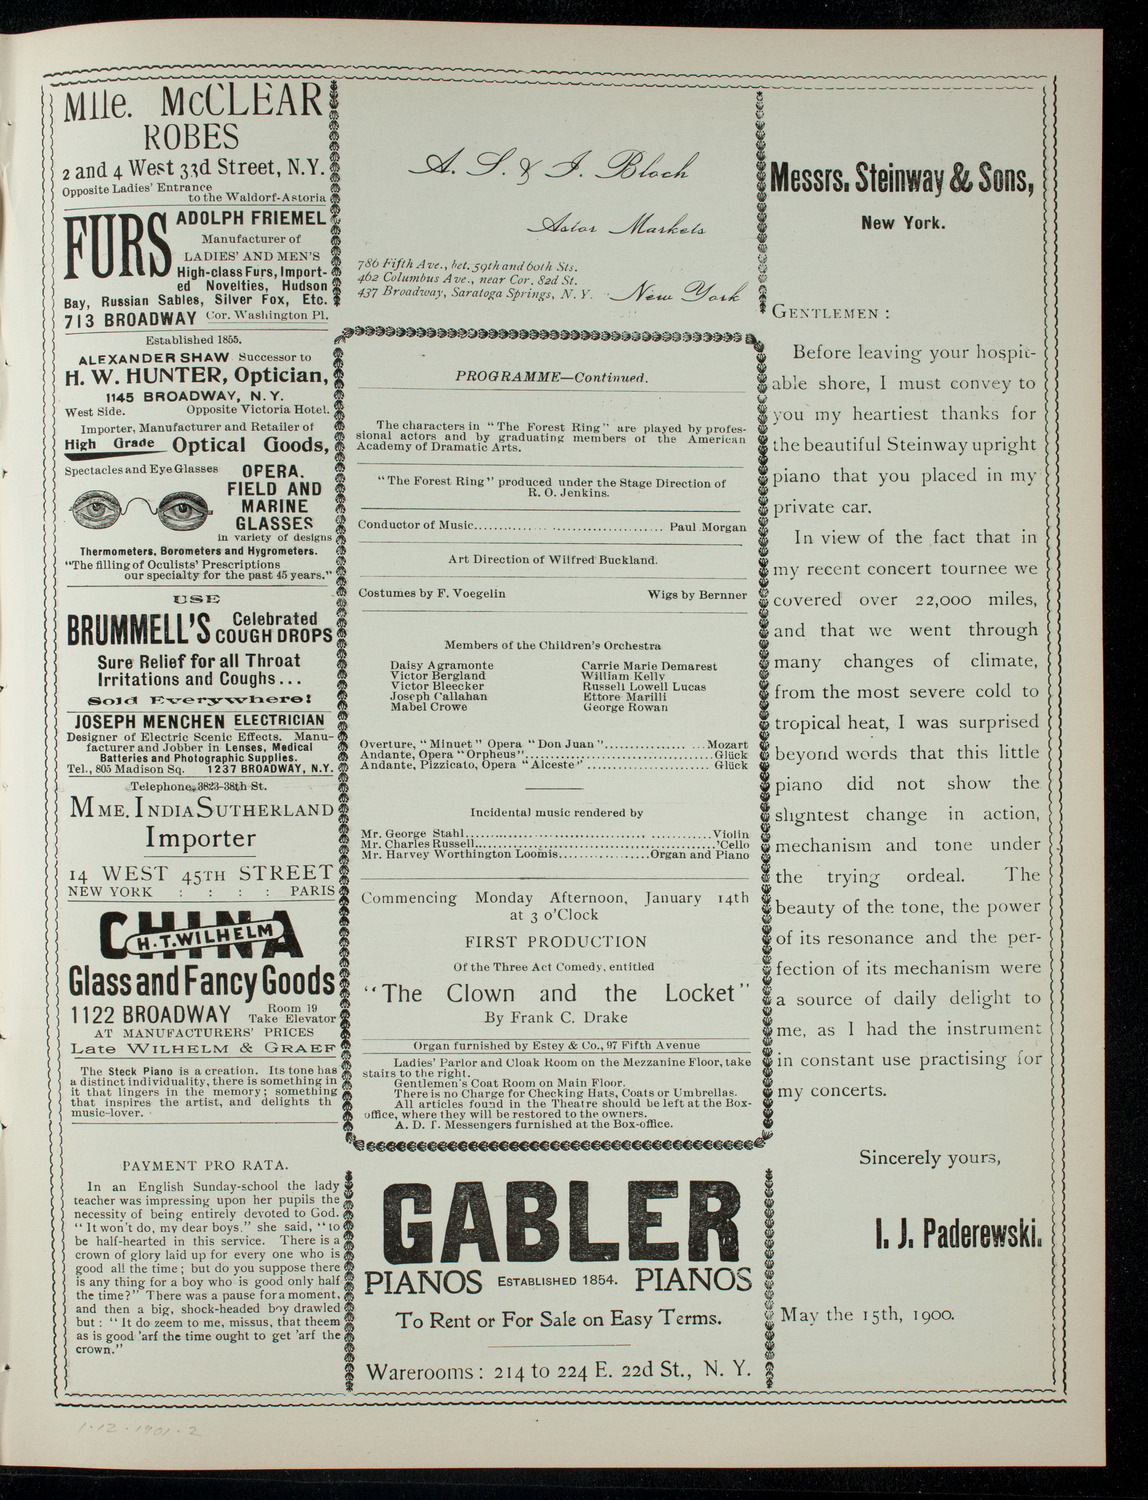 Mlle. McCLEAR
ROBES
2 and 4 West 33d Street, N.Y.
Opposite Ladies' Entrance
to the Waldorf-Astoria
FURS
ADOLPH FRIEMEL
Manufacturer of
LADIES' AND MEN'S
High-class Furs, Import-
ed Novelties, Hudson
Bay, Russian Sables, Silver Fox, Etc.
713 BROADWAY Cor. Washington Pl.
Established 1855.
ALEXANDER SHAW Successor to
H. W. HUNTER, Optician,
1145 BROADWAY, N.Y.
West Side. Opposite Victoria Hotel.
Importer, Manufacturer and Retailer of
High Grade Optical Goods,
Spectacles and Eye Glasses
OPERA.
FIELD AND
MARINE
GLASSES
in variety of designs
Thermometers, Borometers and Hygrometers.
"The filling of Oculists' Prescriptions
our specialty for the past 45 years."
USE
BRUMMELL'S Celebrated
COUGH DROPS
Sure Relief for all Throat
Irritations and Coughs...
Sold Everywhere!
JOSEPH MENCHEN ELECTRICIAN
Designer of Electric Scenic Effects. Manu-
facturer and Jobber in Lenses, Medical
Batteries and Photographic Supplies.
Tel., 805 Madison Sq. 1237 BROADWAY, N.Y.
Telephone, 3823-38th St.
MME. INDIA SUTHERLAND
Importer
14 WEST 45TH STREET
NEW YORK : : : PARIS
CHINA
H. T. WILHELM
Glass and Fancy Goods
1122 BROADWAY Room 19
Take Elevator
AT MANUFACTURERS' PRICES
Late WILHELM & GRAEF
The Steck Piano is a creation. Its tone has
a distinct individuality, there is something in
it that lingers in the memory; something
that inspires the artist, and delights th
music-lover.
PAYMENT PRO RATA.
In an English Sunday-school the lady
teacher was impressing upon her pupils the
necessity of being entirely devoted to God.
"It won't do, my dear boys," she said, "to
be half-hearted in this service. There is a
crown of glory laid up for every one who is
good all the time; but do you suppose there
is any thing for a boy who is good only half
the time?" There was a pause for a moment,
and then a big, shock-headed boy drawled
but: "It do zeem to me, missus, that theem
as is good 'arf the time ought to get 'arf the
crown."
A. S. & J. Bloch
Astor Markets
786 Fifth Ave., bet. 59th and 60th Sts.
462 Columbus Ave., near Cor. 82d St.
437 Broadway, Saratoga Springs, N. Y.
New York
PROGRAMME—Continued.
The characters in "The Forest Ring" are played by profes-
sional actors and by graduating members of the American
Academy of Dramatic Arts.
"The Forest Ring" produced under the Stage Direction of
R. O. Jenkins.
Conductor of Music........................................ Paul Morgan
Art Direction of Wilfred Buckland.
Costumes by F. Voegelin Wigs by Bernner
Members of the Children's Orchestra
Daisy Agramonte Carrie Marie Demarest
Victor Bergland William Kelly
Victor Bleecker Russell Lowell Lucas
Joseph Callahan Ettore Marilli
Mabel Crowe George Rowan
Overture, "Minuet" Opera "Don Juan"..................... Mozart
Andante, Opera "Orpheus"........................................Glück
Andante, Pizzicato, Opera "Alceste"......................... Glück
Incidental music rendered by
Mr. George Stahl.................................................Violin
Mr. Charles Russell..............................................'Cello
Mr. Harvey Worthington Loomis..................Organ and Piano
Commencing Monday Afternoon, January 14th
at 3 o'Clock
FIRST PRODUCTION
Of the Three Act Comedy, entitled
"The Clown and the Locket"
By Frank C. Drake
Organ furnished by Estey & Co., 97 Fifth Avenue
Ladies' Parlor and Cloak Room on the Mezzanine Floor, take
stairs to the right.
Gentlemen's Coat Room on Main Floor.
There is no Charge for Checking Hats, Coats or Umbrellas.
All articles found in the Theatre should be left at the Box-
office, where they will be restored to the owners.
A. D. T. Messengers furnished at the Box-office.
GABLER
PIANOS ESTABLISHED 1854. PIANOS
To Rent or For Sale on Easy Terms.
Warerooms: 214 to 224 E. 22d St., N. Y.
Messrs. Steinway & Sons,
New York.
GENTLEMEN:
Before leaving your hospit-
able shore, I must convey to
you my heartiest thanks for
the beautiful Steinway upright
piano that you placed in my
private car.
In view of the fact that in
my recent concert tournee we
covered over 22,000 miles,
and that we went through
many changes of climate,
from the most severe cold to
tropical heat, I was surprised
beyond words that this little
piano did not show the
slightest change in action,
mechanism and tone under
the trying ordeal. The
beauty of the tone, the power
of its resonance and the per-
fection of its mechanism were
a source of daily delight to
me, as I had the instrument
in constant use practising for
my concerts.
Sincerely yours,
I. J. Paderewski.
May the 15th, 1900.
1-12-1901-2